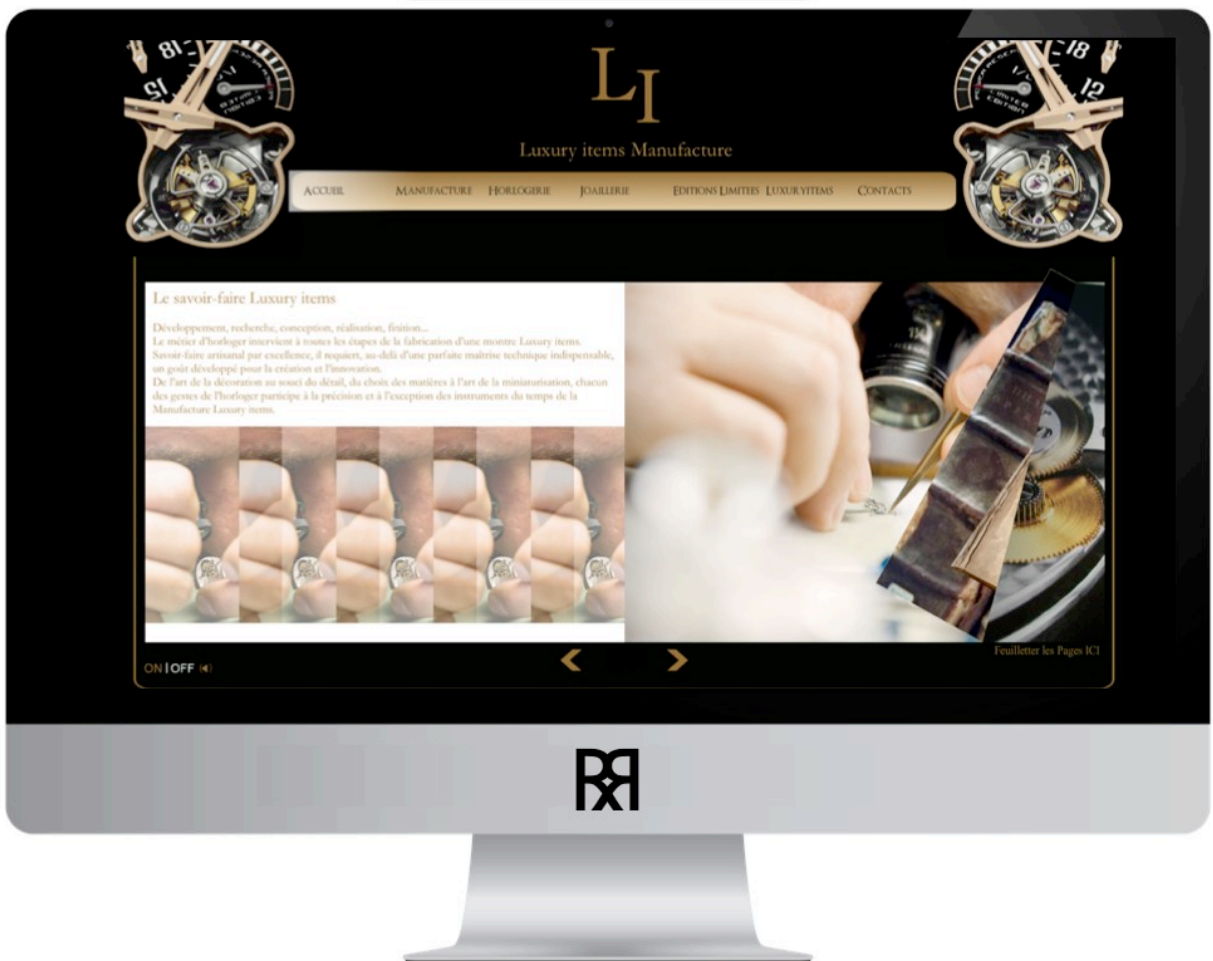 18
12
LIMITED
EDITION
L I
Luxury items Manufacture
ACCUEIL MANUFACTURE HORLOGERIE JOAILLERIE EDITIONS LIMITEES LUXURYITEMS CONTACTS
Le savoir-faire Luxury items
Développement, recherche, conception, réalisation, finition...
Le métier d'horloger intervient à toutes les étapes de la fabrication d'une montre Luxury items.
Savoir-faire artisanal par excellence, il requiert, au-delà d'une parfaite maîtrise technique indispensable,
un goût développé pour la création et l'innovation.
De l'art de la décoration au souci du détail, du choix des matières à l'art de la miniaturisation, chacun
des gestes de l'horloger participe à la précision et à l'exception des instruments du temps de la
Manufacture Luxury items.
Feuilletter les Pages ICI
ON | OFF